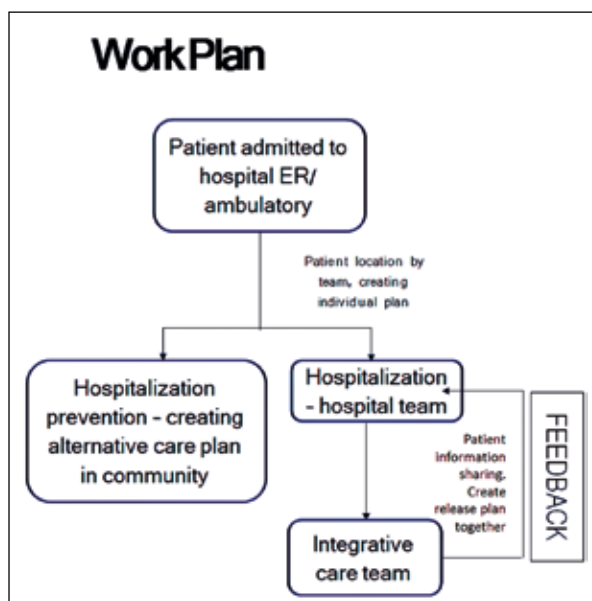 Work Plan
Patient admitted to
hospital ER/
ambulatory
Patient location by
team, creating
individual plan
Hospitalization
prevention - creating
alternative care plan
in community
Hospitalization
- hospital team
Patient
information
sharing,
Create
release plan
together
FEEDBACK
Integrative
care team